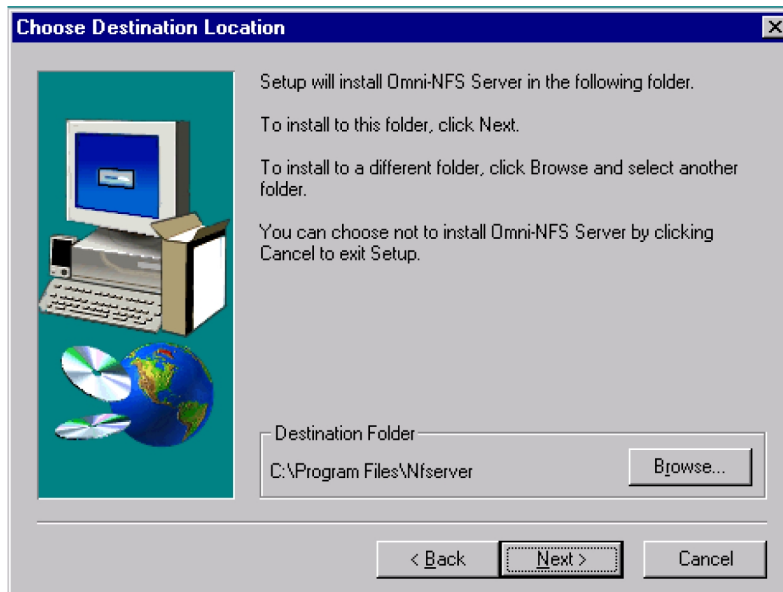 Choose Destination Location
Setup will install Omni-NFS Server in the following folder.
To install to this folder, click Next.
To install to a different folder, click Browse and select another
folder.
You can choose not to install Omni-NFS Server by clicking
Cancel to exit Setup.
Destination Folder
C:\Program Files\Nfserver
Browse...
< Back
Next >
Cancel